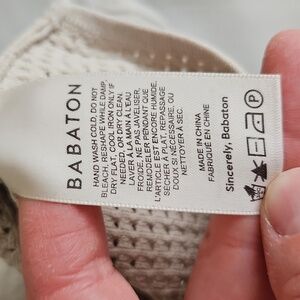 BABATON
HAND WASH COLD, DO NOT
BLEACH, RESHAPE WHILE DAMP,
DRY FLAT, COOL IRON ONLY IF
NEEDED, OR DRY CLEAN.
LAVER À LA MAIN À L'EAU
FROIDE, NE PAS JAVELISER,
REMODELER PENDANT QUE
L'ARTICLE EST ENCORE HUMIDE,
SÉCHER À PLAT, REPASSAGE
DOUX SI NÉCESSAIRE OU
NETTOYER À SEC.
MADE IN CHINA
FABRIQUÉ EN CHINE
Sincerely, Babaton
P